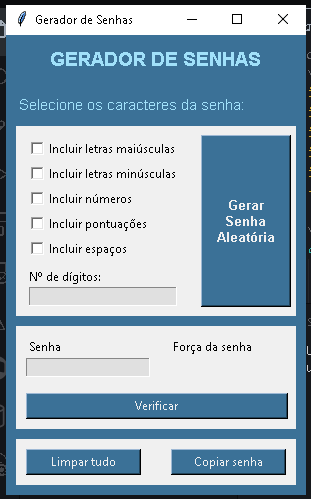 Gerador de Senhas
GERADOR DE SENHAS
Selecione os caracteres da senha:
Incluir letras maiúsculas
Incluir letras minúsculas
Incluir números
Incluir pontuações
Incluir espaços
Nº de dígitos:
Gerar
Senha
Aleatória
Senha
Força da senha
Verificar
Limpar tudo
Copiar senha